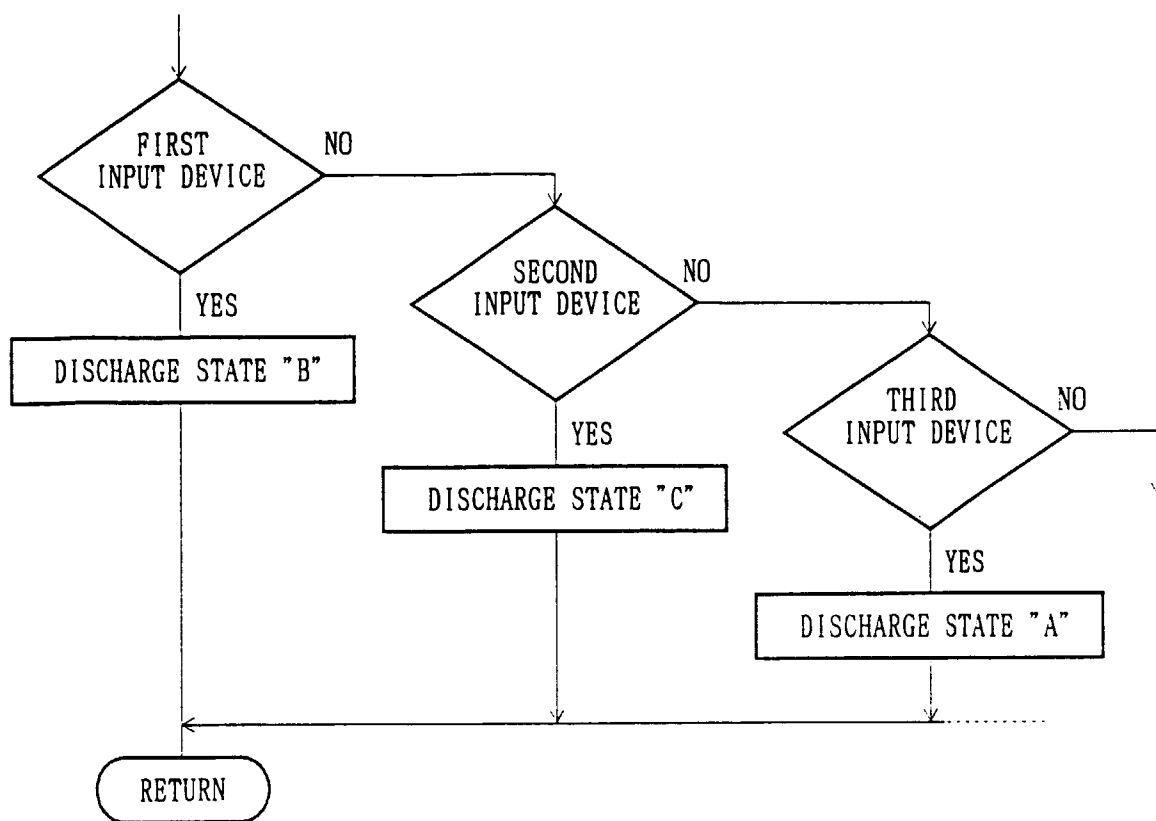 FIRST
INPUT DEVICE
NO
YES
DISCHARGE STATE "B"
SECOND
INPUT DEVICE
NO
YES
DISCHARGE STATE "C"
THIRD
INPUT DEVICE
NO
YES
DISCHARGE STATE "A"
RETURN